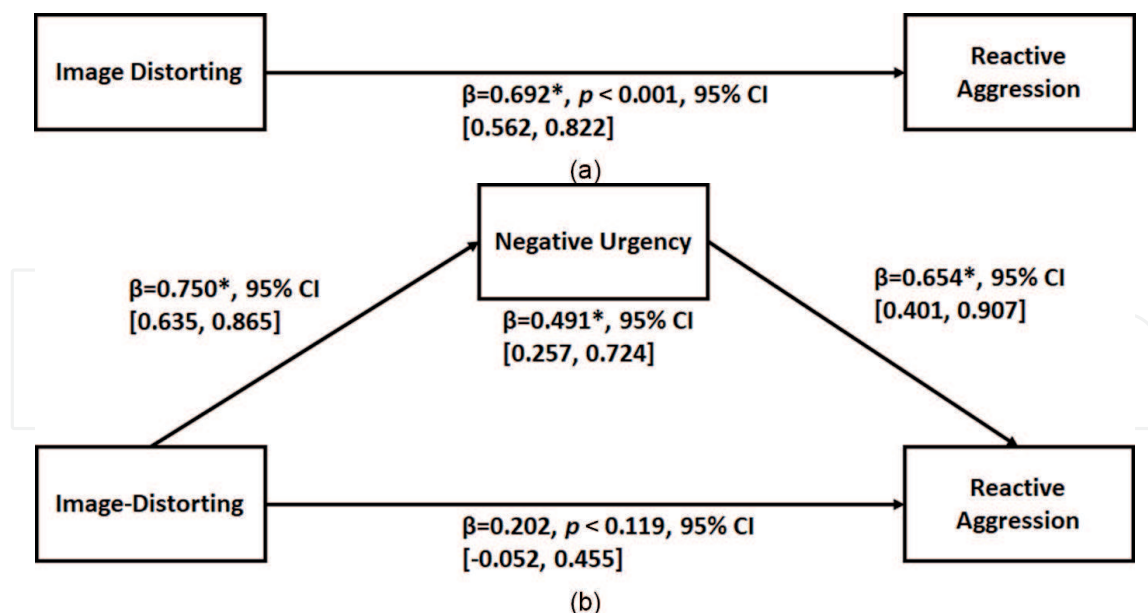 Image Distorting
Reactive
Aggression
β=0.692*, p < 0.001, 95% CI
[0.562, 0.822]
(a)
Negative Urgency
β=0.750*, 95% CI
[0.635, 0.865]
β=0.654*, 95% CI
[0.401, 0.907]
β=0.491*, 95% CI
[0.257, 0.724]
Image-Distorting
Reactive
Aggression
β=0.202, p < 0.119, 95% CI
[-0.052, 0.455]
(b)